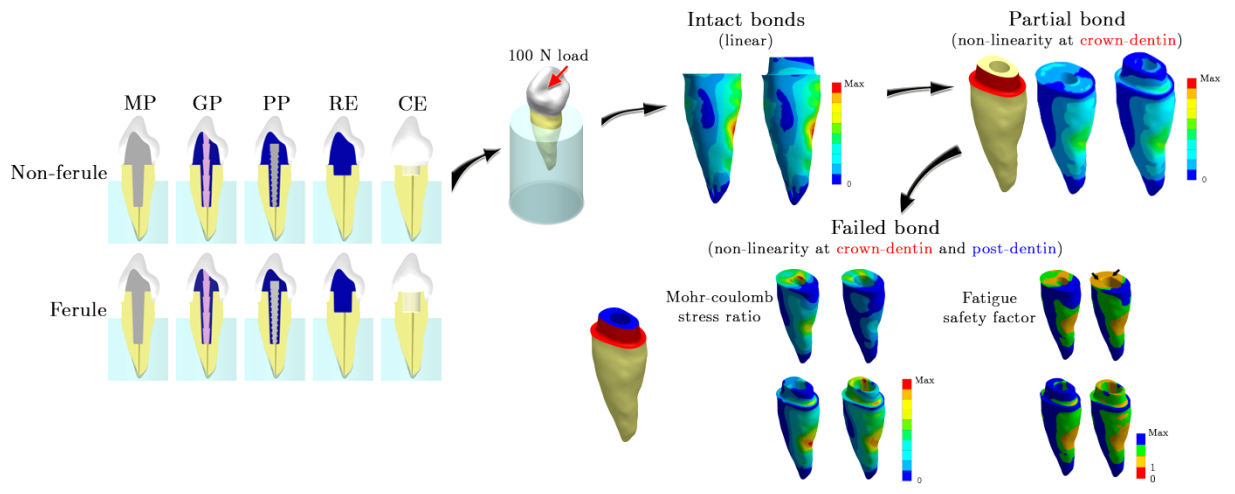 MP GP PP RE CE
Non-ferule
Ferule
100 N load
Intact bonds
(linear)
Max
0
Partial bond
(non-linearity at crown-dentin)
Max
0
Failed bond
(non-linearity at crown-dentin and post-dentin)
Mohr-coulomb
stress ratio
Max
0
Fatigue
safety factor
Max
1
0